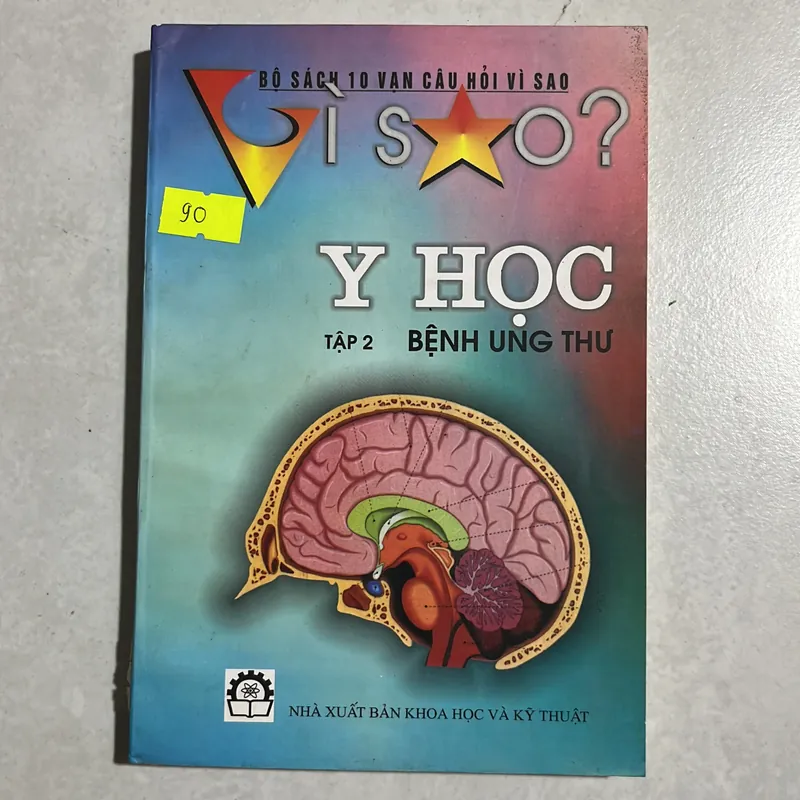 BỘ SÁCH 10 VẠN CÂU HỎI VÌ SAO
VÌ SAO?
90
Y HỌC
TẬP 2 BỆNH UNG THƯ
NHÀ XUẤT BẢN KHOA HỌC VÀ KỸ THUẬT